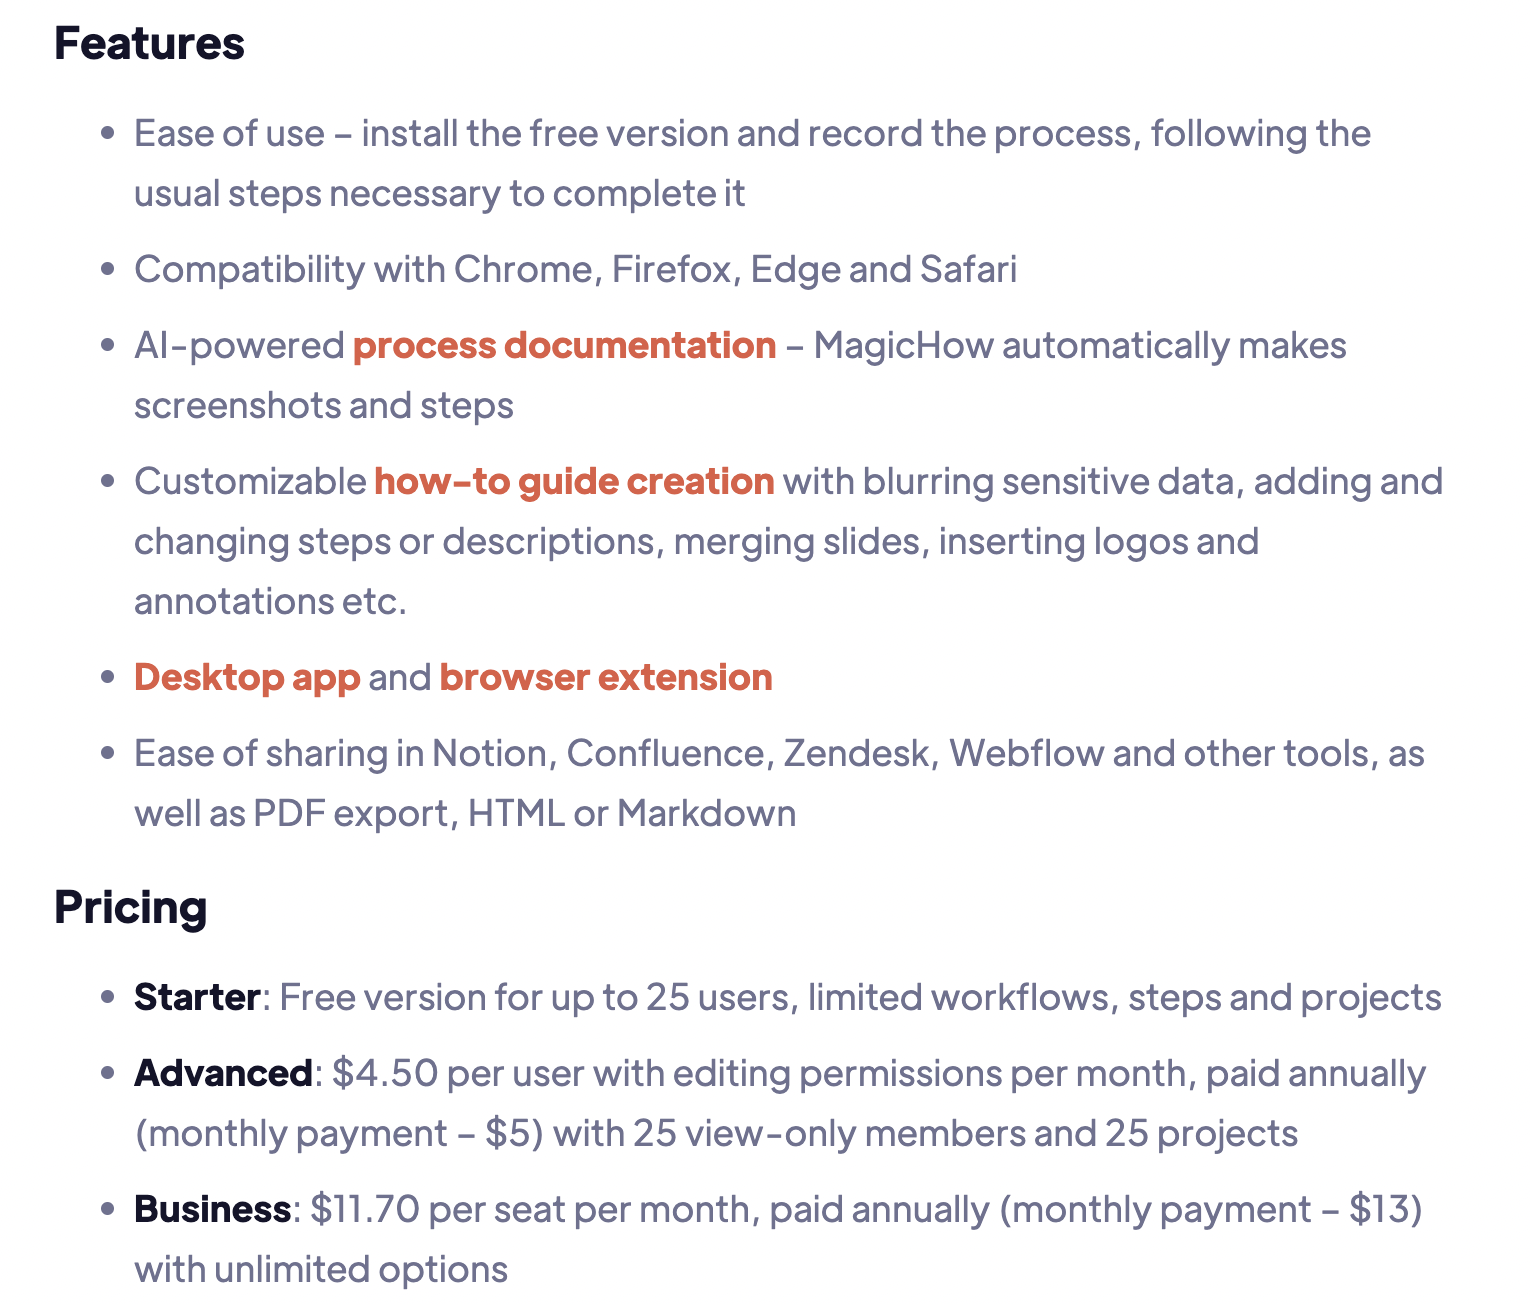 Features
Ease of use – install the free version and record the process, following the
usual steps necessary to complete it
Compatibility with Chrome, Firefox, Edge and Safari
AI-powered process documentation – MagicHow automatically makes
screenshots and steps
Customizable how-to guide creation with blurring sensitive data, adding and
changing steps or descriptions, merging slides, inserting logos and
annotations etc.
Desktop app and browser extension
Ease of sharing in Notion, Confluence, Zendesk, Webflow and other tools, as
well as PDF export, HTML or Markdown
Pricing
Starter: Free version for up to 25 users, limited workflows, steps and projects
Advanced: $4.50 per user with editing permissions per month, paid annually
(monthly payment – $5) with 25 view-only members and 25 projects
Business: $11.70 per seat per month, paid annually (monthly payment – $13)
with unlimited options